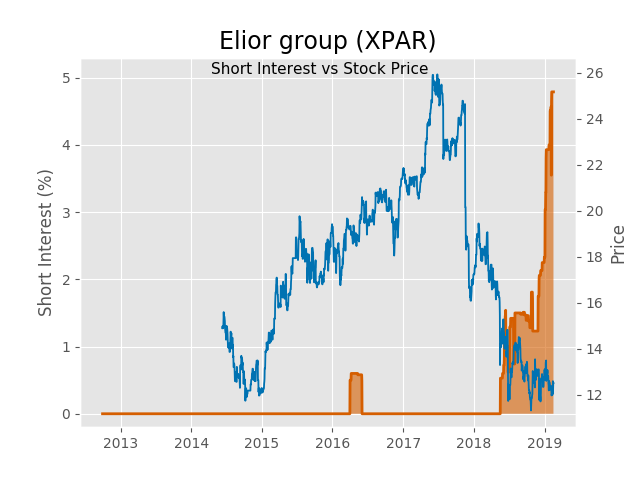 Elior group (XPAR)
Short Interest vs Stock Price
Short Interest (%)
5
4
3
2
1
0
26
24
22
20
18
16
14
12
Price
2013 2014 2015 2016 2017 2018 2019